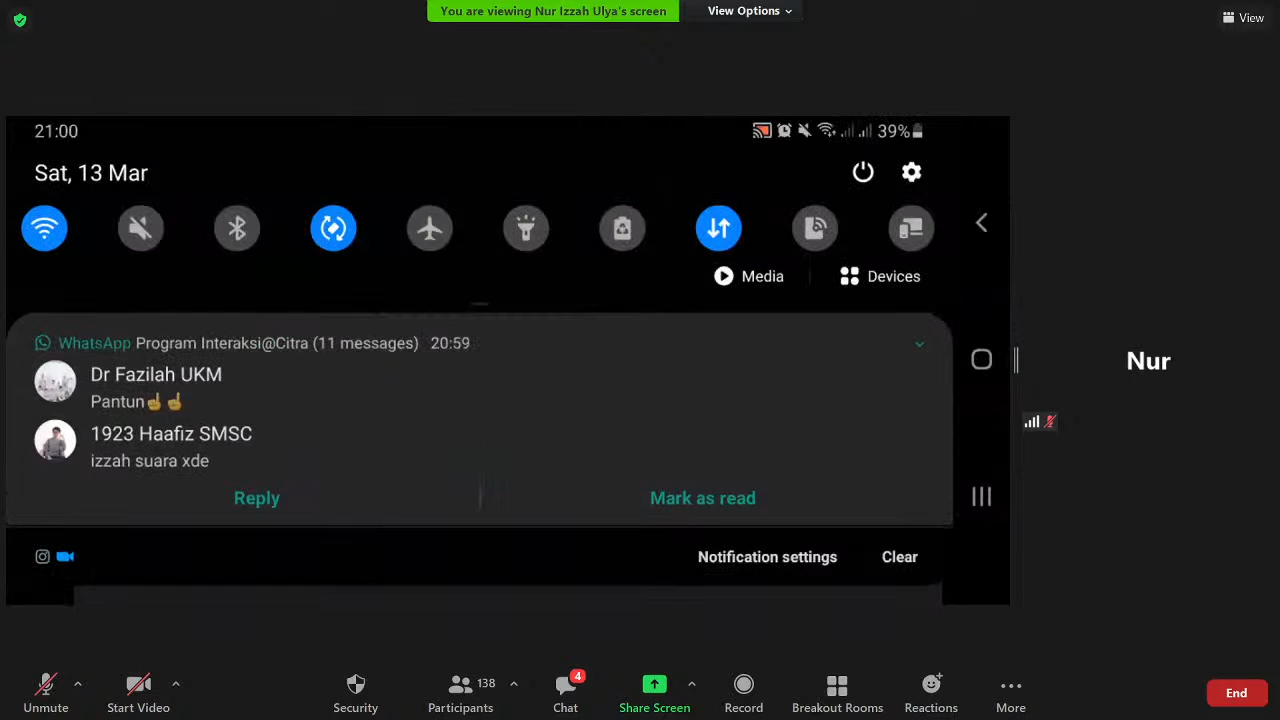 You are viewing Nur Izzah Ulya's screen
View Options
View
21:00
39%
Sat, 13 Mar
Media
Devices
WhatsApp Program Interaksi@Citra (11 messages) 20:59
Dr Fazilah UKM
Pantun☝️☝️
1923 Haafiz SMSC
izzah suara xde
Reply
Mark as read
Notification settings
Clear
Nur
Unmute
Start Video
Security
138
Participants
4
Chat
Share Screen
Record
Breakout Rooms
Reactions
More
End